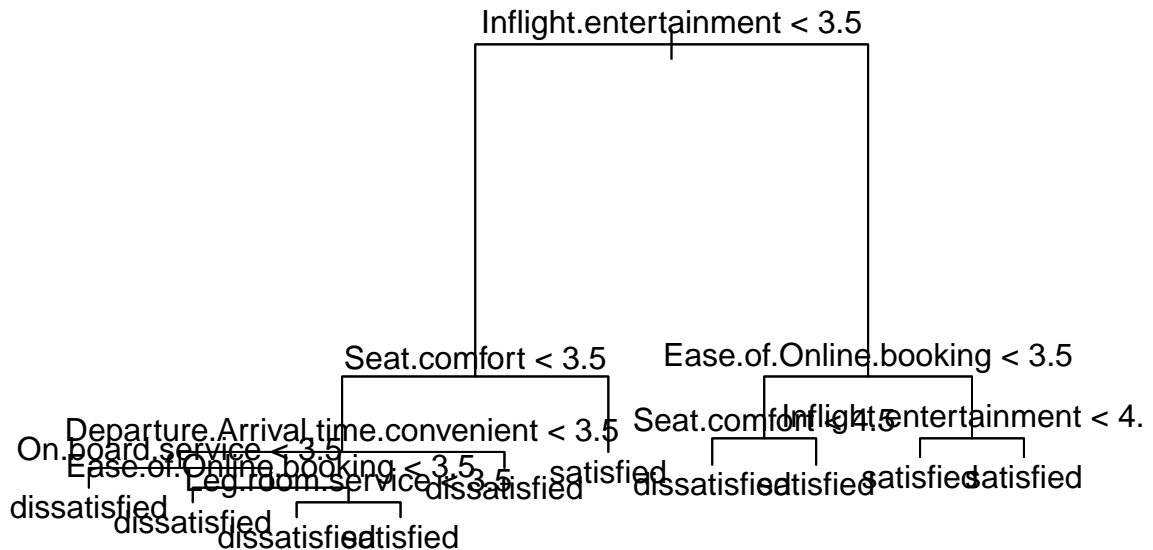 Inflight.entertainment < 3.5
Seat.comfort < 3.5
Ease.of.Online.booking < 3.5
Departure.Arrival.time.convenient < 3.5
Seat.comfort < 4.5
Inflight.entertainment < 4.
On.board.service < 3.5
Ease.of.Online.booking < 3.5
Leg.room.service < 3.5
dissatisfied
satisfied
dissatisfied
satisfied
satisfied
satisfied
dissatisfied
dissatisfied
dissatisfied
satisfied